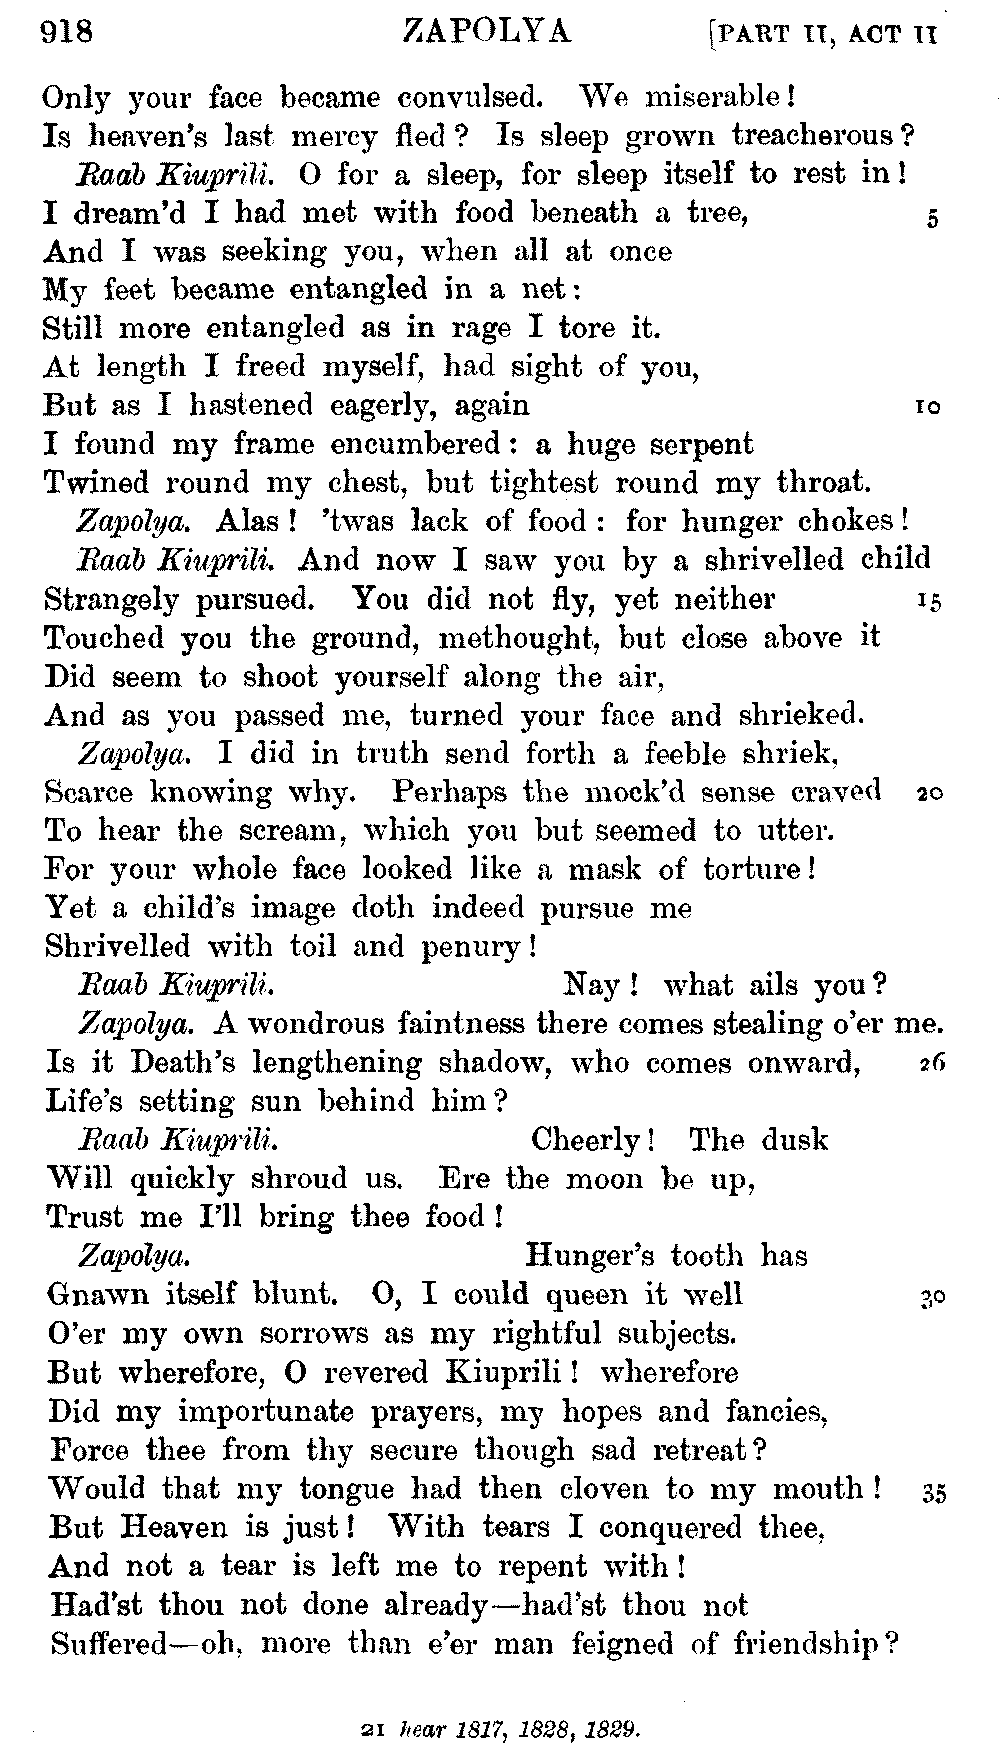 918 ZAPOLYA [PART II, ACT II
Only your face became convulsed. We miserable!
Is heaven's last mercy fled? Is sleep grown treacherous?
Raab Kiuprili. O for a sleep, for sleep itself to rest in!
I dream'd I had met with food beneath a tree, 5
And I was seeking you, when all at once
My feet became entangled in a net:
Still more entangled as in rage I tore it.
At length I freed myself, had sight of you,
But as I hastened eagerly, again 10
I found my frame encumbered: a huge serpent
Twined round my chest, but tightest round my throat.
Zapolya. Alas! 'twas lack of food: for hunger chokes!
Raab Kiuprili. And now I saw you by a shrivelled child
Strangely pursued. You did not fly, yet neither 15
Touched you the ground, methought, but close above it
Did seem to shoot yourself along the air,
And as you passed me, turned your face and shrieked.
Zapolya. I did in truth send forth a feeble shriek,
Scarce knowing why. Perhaps the mock'd sense craved 20
To hear the scream, which you but seemed to utter.
For your whole face looked like a mask of torture!
Yet a child's image doth indeed pursue me
Shrivelled with toil and penury!
Raab Kiuprili. Nay! what ails you?
Zapolya. A wondrous faintness there comes stealing o'er me.
Is it Death's lengthening shadow, who comes onward, 26
Life's setting sun behind him?
Raab Kiuprili. Cheerly! The dusk
Will quickly shroud us. Ere the moon be up,
Trust me I'll bring thee food!
Zapolya. Hunger's tooth has
Gnawn itself blunt. O, I could queen it well 30
O'er my own sorrows as my rightful subjects.
But wherefore, O revered Kiuprili! wherefore
Did my importunate prayers, my hopes and fancies,
Force thee from thy secure though sad retreat?
Would that my tongue had then cloven to my mouth! 35
But Heaven is just! With tears I conquered thee,
And not a tear is left me to repent with!
Had'st thou not done already—had'st thou not
Suffered—oh, more than e'er man feigned of friendship?
21 hear 1817, 1828, 1829.